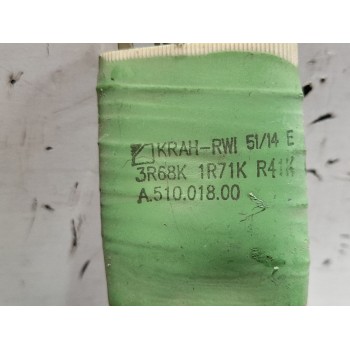 KRAH-RWI 51/14 E
3R68K 1R71K R41K
A.510.018.00